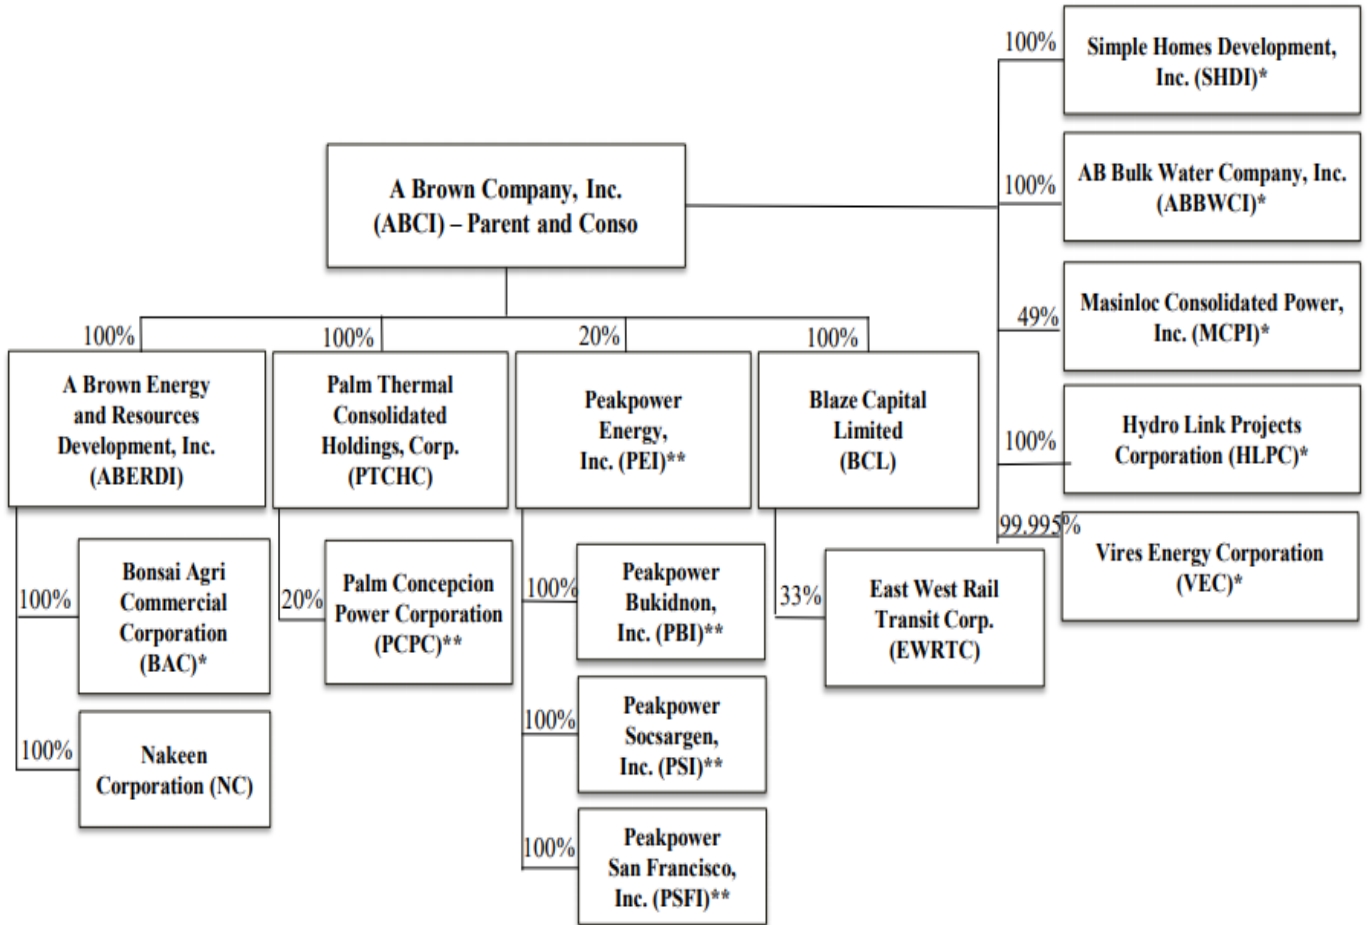 100%
Simple Homes Development,
Inc. (SHDI)*
A Brown Company, Inc.
(ABCI) – Parent and Conso
100%
AB Bulk Water Company, Inc.
(ABBWCI)*
49%
Masinloc Consolidated Power,
Inc. (MCPI)*
100%
Hydro Link Projects
Corporation (HLPC)*
99.995%
Vires Energy Corporation
(VEC)*
100%
A Brown Energy
and Resources
Development, Inc.
(ABERDI)
100%
Palm Thermal
Consolidated
Holdings, Corp.
(PTCHC)
20%
Peakpower
Energy,
Inc. (PEI)**
100%
Blaze Capital
Limited
(BCL)
100%
Bonsai Agri
Commercial
Corporation
(BAC)*
100%
Nakeen
Corporation (NC)
20%
Palm Concepcion
Power Corporation
(PCPC)**
100%
Peakpower
Bukidnon,
Inc. (PBI)**
100%
Peakpower
Socsargen,
Inc. (PSI)**
100%
Peakpower
San Francisco,
Inc. (PSFI)**
33%
East West Rail
Transit Corp.
(EWRTC)